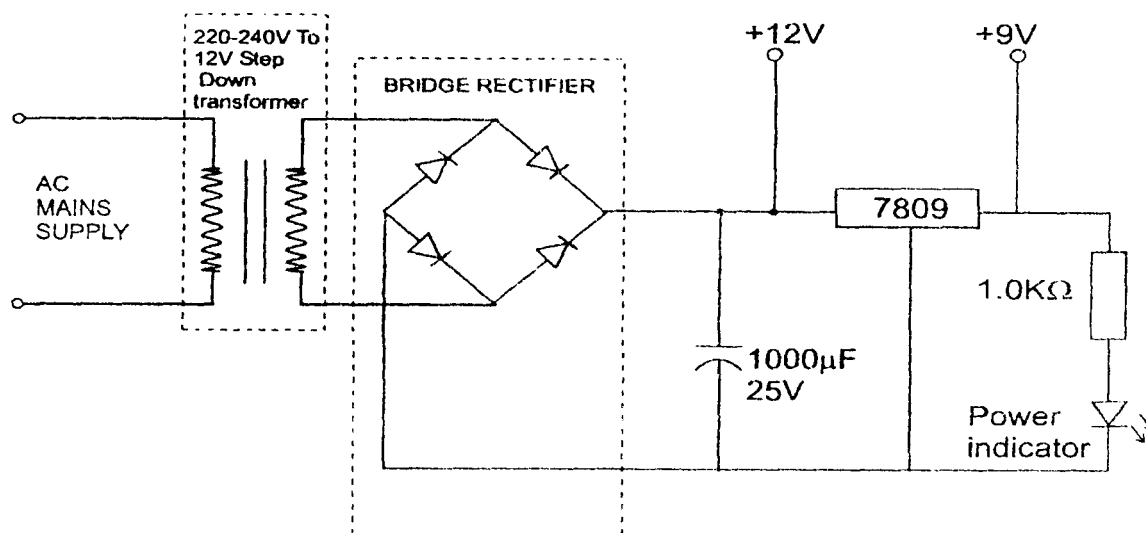 220-240V To
12V Step
Down
transformer
BRIDGE RECTIFIER
+12V
+9V
AC
MAINS
SUPPLY
7809
1.0KΩ
1000µF
25V
Power
indicator